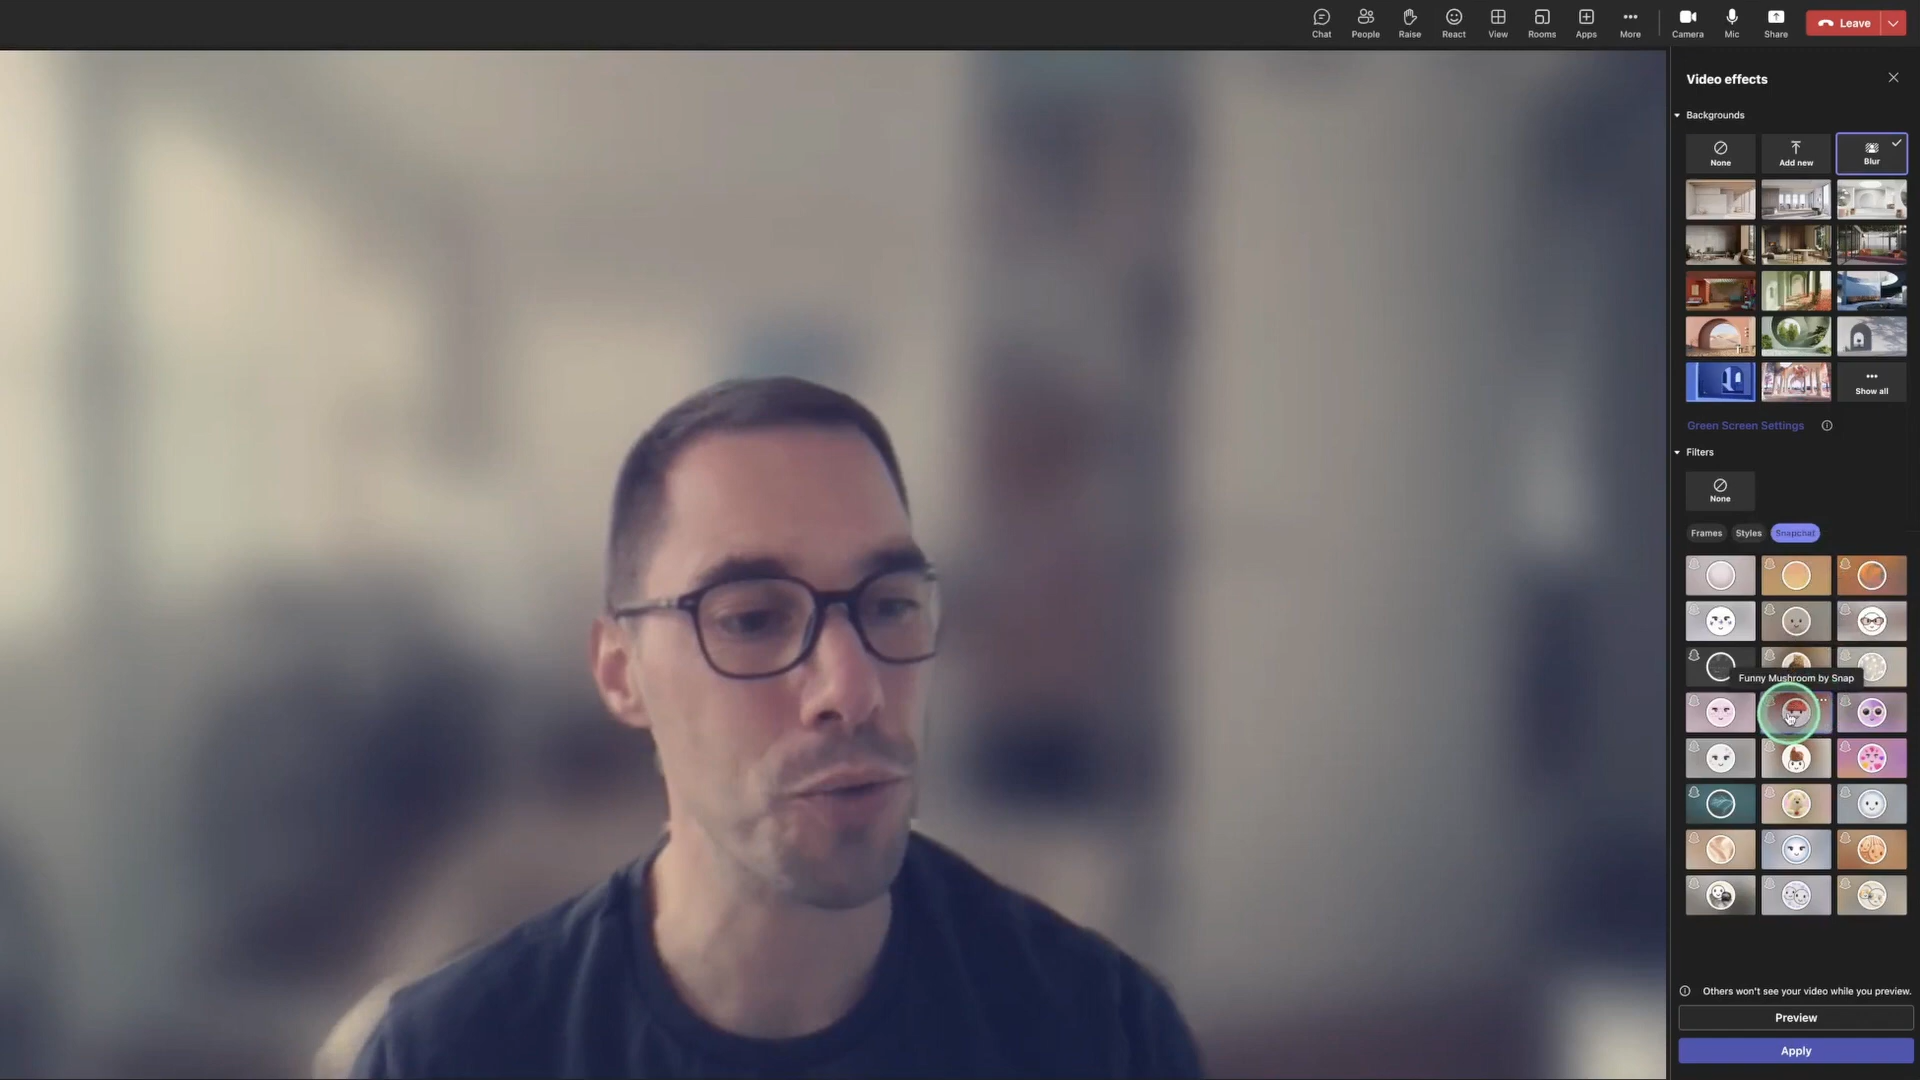 Chat
People
Raise
React
View
Rooms
Apps
More
Camera
Mic
Share
Leave
Video effects
Backgrounds
None
Add new
Blur
Show all
Green Screen Settings
Filters
None
Frames
Styles
Snapchat
Funny Mushroom by Snap
Others won't see your video while you preview.
Preview
Apply